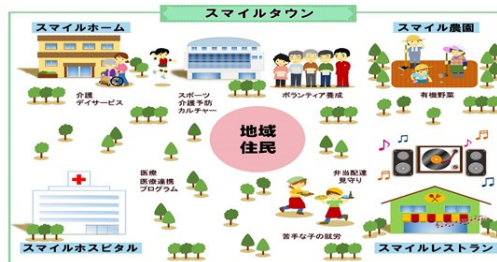 スマイルタウン
スマイルホーム
スマイル農園
介護
デイサービス
スポーツ
介護予防
カルチャー
ボランティア養成
有機野菜
地域
住民
医療
医療連携
プログラム
弁当配達
見守り
苦手な子の就労
スマイルホスピタル
スマイルレストラン